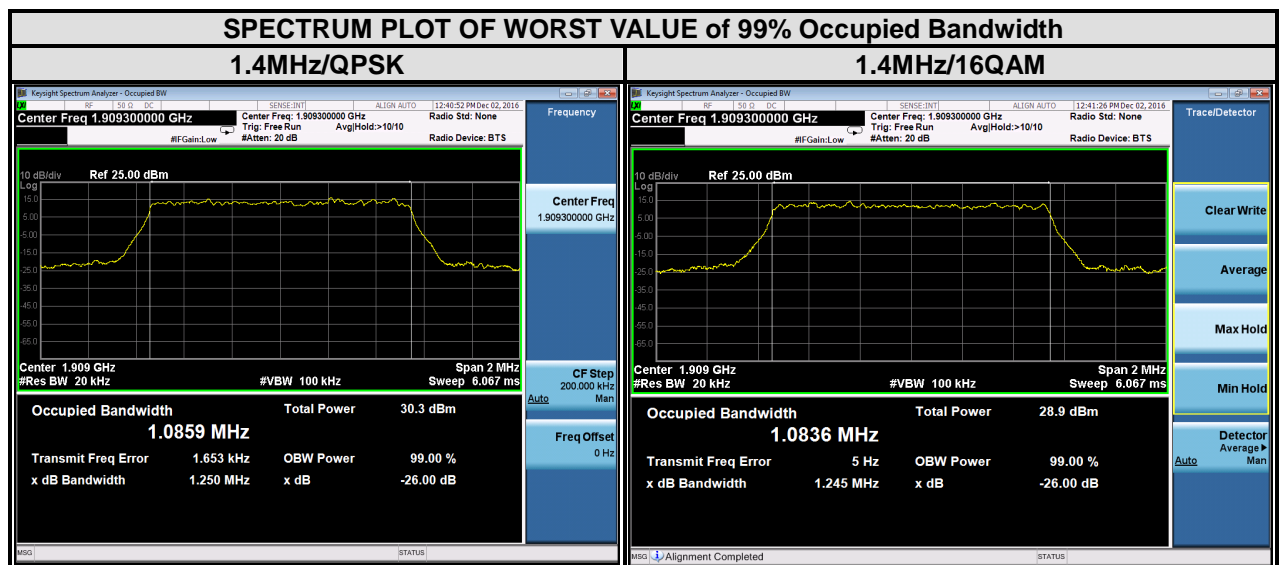 SPECTRUM PLOT OF WORST VALUE of 99% Occupied Bandwidth
1.4MHz/QPSK
1.4MHz/16QAM
Keysight Spectrum Analyzer - Occupied BW
RF 50 Ω DC SENSE:INT ALIGN AUTO 12:40:52 PM Dec 02, 2016
Center Freq 1.909300000 GHz
Center Freq: 1.909300000 GHz
Radio Std: None
Trig: Free Run Avg|Hold:>10/10
#IFGain:Low #Atten: 20 dB
Radio Device: BTS
10 dB/div Ref 25.00 dBm
Log
15.0
5.00
-5.00
-15.0
-25.0
-35.0
-45.0
-55.0
-65.0
Center 1.909 GHz Span 2 MHz
#Res BW 20 kHz #VBW 100 kHz Sweep 6.067 ms
Occupied Bandwidth Total Power 30.3 dBm
1.0859 MHz
Transmit Freq Error 1.653 kHz OBW Power 99.00 %
x dB Bandwidth 1.250 MHz x dB -26.00 dB
MSG STATUS
Frequency
Center Freq
1.909300000 GHz
CF Step
200.000 kHz
Auto Man
Freq Offset
0 Hz
Keysight Spectrum Analyzer - Occupied BW
RF 50 Ω DC SENSE:INT ALIGN AUTO 12:41:26 PM Dec 02, 2016
Center Freq 1.909300000 GHz
Center Freq: 1.909300000 GHz
Radio Std: None
Trig: Free Run Avg|Hold:>10/10
#IFGain:Low #Atten: 20 dB
Radio Device: BTS
10 dB/div Ref 25.00 dBm
Log
15.0
5.00
-5.00
-15.0
-25.0
-35.0
-45.0
-55.0
-65.0
Center 1.909 GHz Span 2 MHz
#Res BW 20 kHz #VBW 100 kHz Sweep 6.067 ms
Occupied Bandwidth Total Power 28.9 dBm
1.0836 MHz
Transmit Freq Error 5 Hz OBW Power 99.00 %
x dB Bandwidth 1.245 MHz x dB -26.00 dB
MSG Alignment Completed STATUS
Trace/Detector
Clear Write
Average
Max Hold
Min Hold
Detector
Average▶
Auto Man